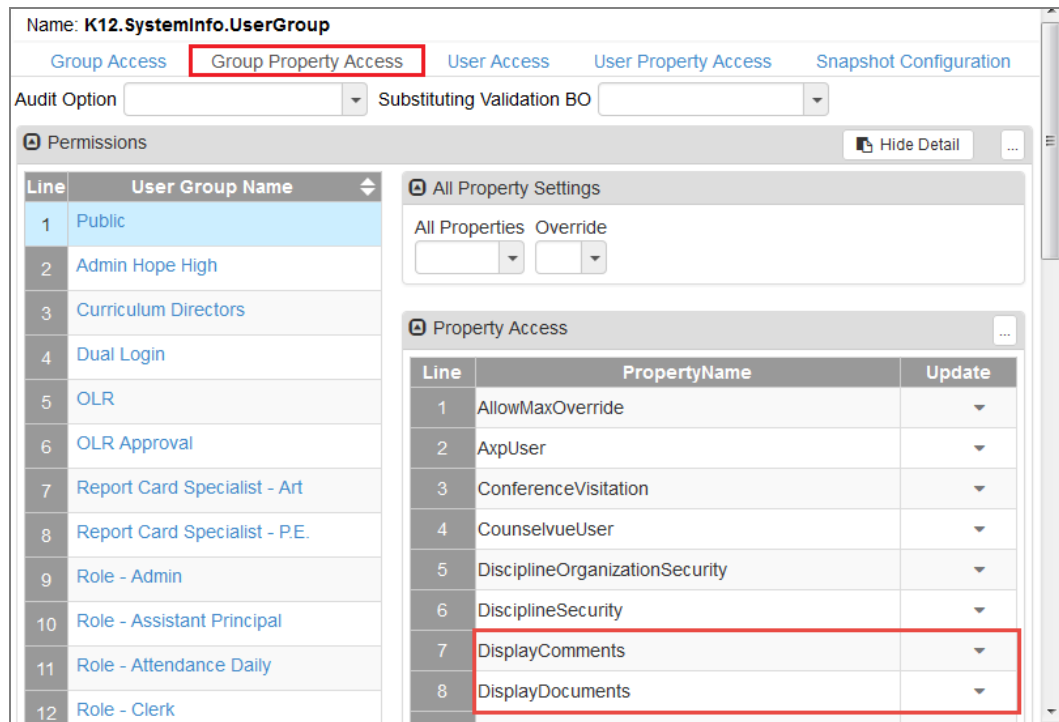 Name: K12.SystemInfo.UserGroup
Group Access Group Property Access User Access User Property Access Snapshot Configuration
Audit Option Substituting Validation BO
Permissions Hide Detail ...
Line User Group Name
1 Public
2 Admin Hope High
3 Curriculum Directors
4 Dual Login
5 OLR
6 OLR Approval
7 Report Card Specialist - Art
8 Report Card Specialist - P.E.
9 Role - Admin
10 Role - Assistant Principal
11 Role - Attendance Daily
12 Role - Clerk
All Property Settings
All Properties Override
Property Access ...
Line PropertyName Update
1 AllowMaxOverride
2 AxpUser
3 ConferenceVisitation
4 CounselvueUser
5 DisciplineOrganizationSecurity
6 DisciplineSecurity
7 DisplayComments
8 DisplayDocuments